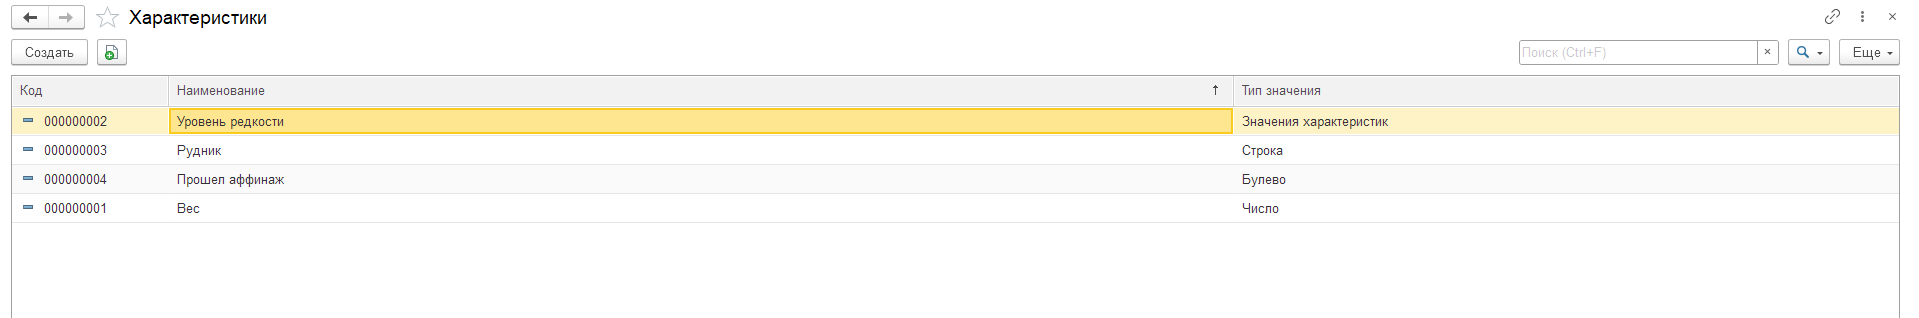 Характеристики
Создать
Поиск (Ctrl+F) × Еще
Код Наименование ↑ Тип значения
000000002 Уровень редкости Значения характеристик
000000003 Рудник Строка
000000004 Прошел аффинаж Булево
000000001 Вес Число